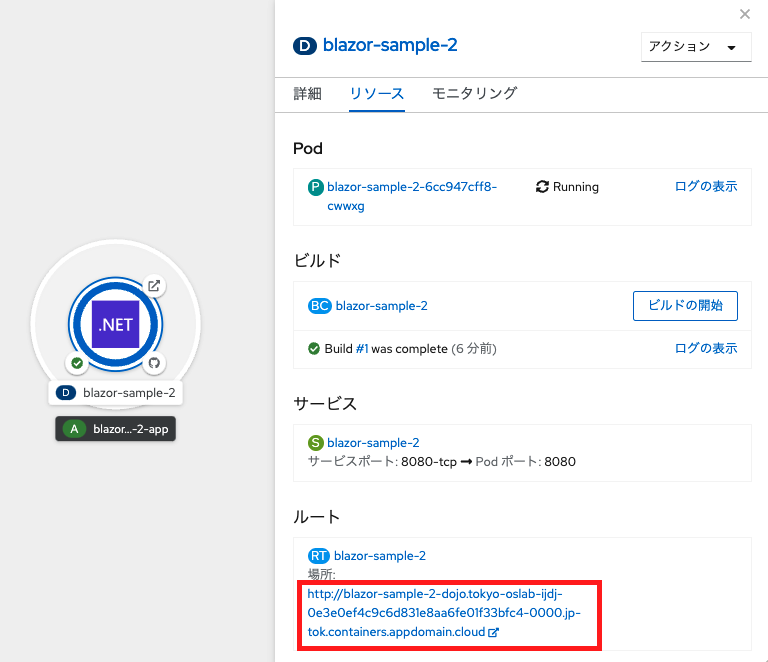 ×
D blazor-sample-2
アクション
詳細 リソース モニタリング
Pod
P blazor-sample-2-6cc947cff8-
cwwxg
Running
ログの表示
ビルド
BC blazor-sample-2
ビルドの開始
Build #1 was complete (6 分前)
ログの表示
サービス
S blazor-sample-2
サービスポート: 8080-tcp → Pod ポート: 8080
ルート
RT blazor-sample-2
場所:
http://blazor-sample-2-dojo.tokyo-oslab-ijdj-
0e3e0ef4c9c6d831e8aa6fe01f33bfc4-0000.jp-
tok.containers.appdomain.cloud
.NET
D blazor-sample-2
A blazor...-2-app